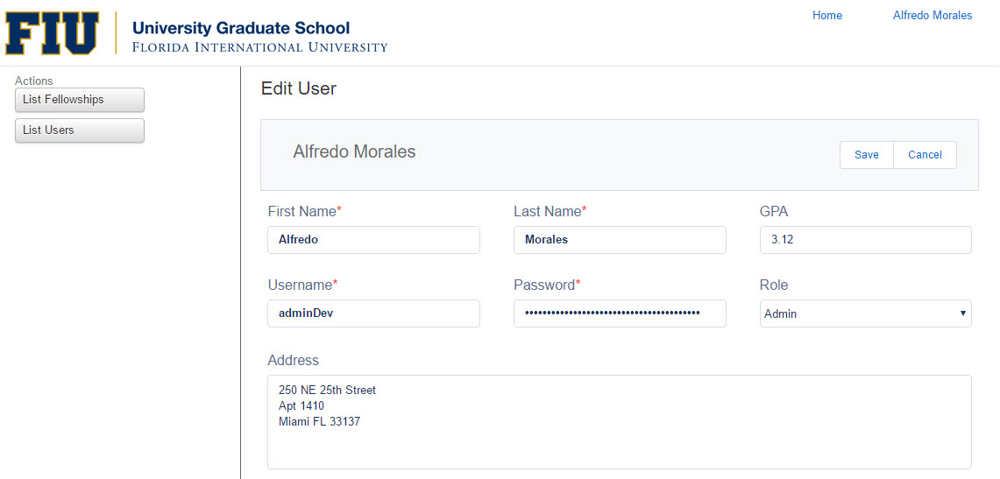 FIU
University Graduate School
FLORIDA INTERNATIONAL UNIVERSITY
Home
Alfredo Morales
Actions
List Fellowships
List Users
Edit User
Alfredo Morales
Save
Cancel
First Name*
Last Name*
GPA
Alfredo
Morales
3.12
Username*
Password*
Role
adminDev
••••••••••••••••••••••••••••••••••••••••
Admin
Address
250 NE 25th Street
Apt 1410
Miami FL 33137